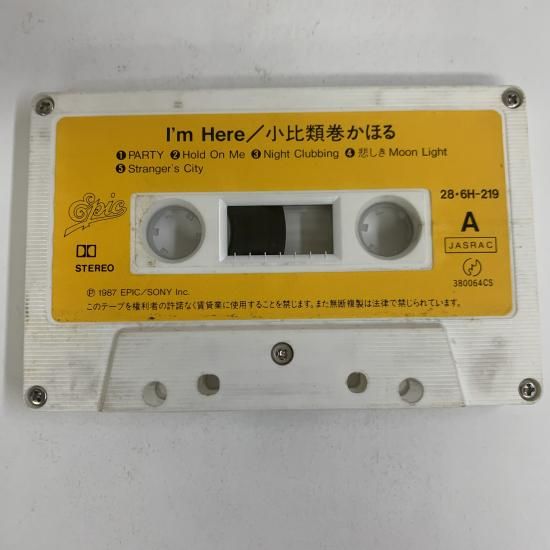 I'm Here/小比類巻かほる
❶PARTY ❷Hold On Me ❸Night Clubbing ❹悲しきMoon Light
❺Stranger's City
Epic
28・6H-219
A
JASRAC
STEREO
380064CS
Ⓟ 1987 EPIC/SONY Inc.
このテープを権利者の許諾なく賃貸業に使用することを禁じます。また無断複製は法律で禁じられています。